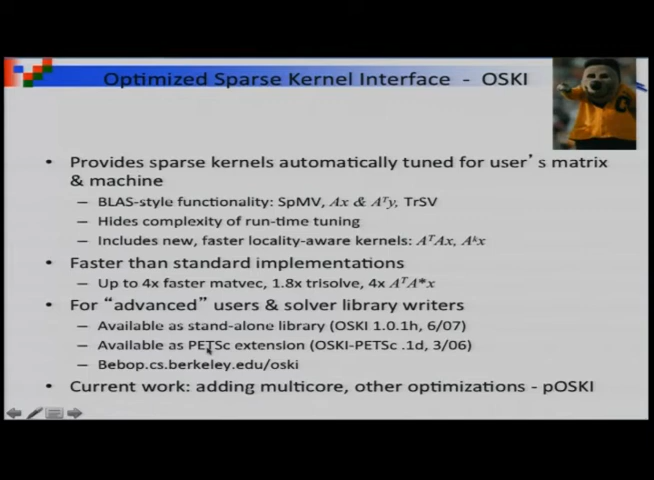 Optimized Sparse Kernel Interface - OSKI
• Provides sparse kernels automatically tuned for user's matrix
& machine
– BLAS-style functionality: SpMV, Ax & Aᵀy, TrSV
– Hides complexity of run-time tuning
– Includes new, faster locality-aware kernels: AᵀAx, Aᵏx
• Faster than standard implementations
– Up to 4x faster matvec, 1.8x trisolve, 4x AᵀA*x
• For “advanced” users & solver library writers
– Available as stand-alone library (OSKI 1.0.1h, 6/07)
– Available as PETSc extension (OSKI-PETSc .1d, 3/06)
– Bebop.cs.berkeley.edu/oski
• Current work: adding multicore, other optimizations - pOSKI